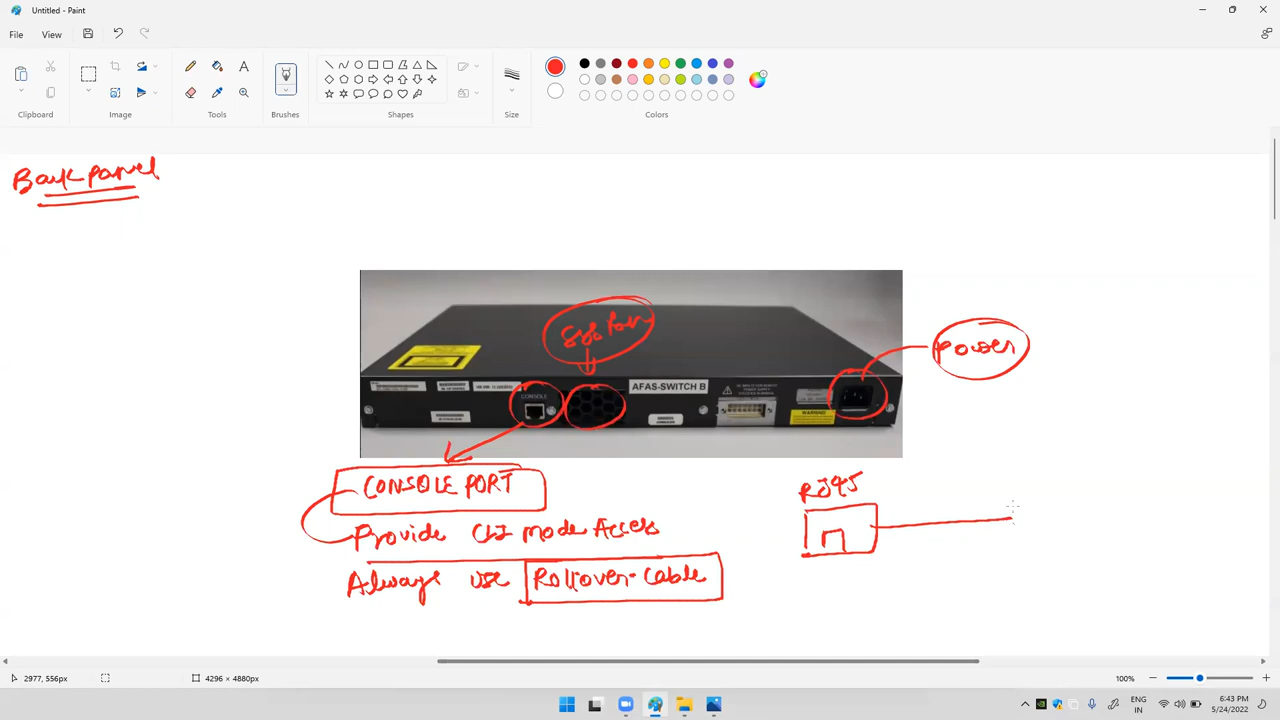 Untitled - Paint
File View
Clipboard Image Tools Brushes Shapes Size Colors
Back panel
Power
CONSOLE
AFAS-SWITCH B
CONSOLE PORT
RJ45
Provide CLI mode Access
Always use Rollover-Cable
2977, 556px 4296 × 4880px 100%
ENG
IN
6:43 PM
5/24/2022